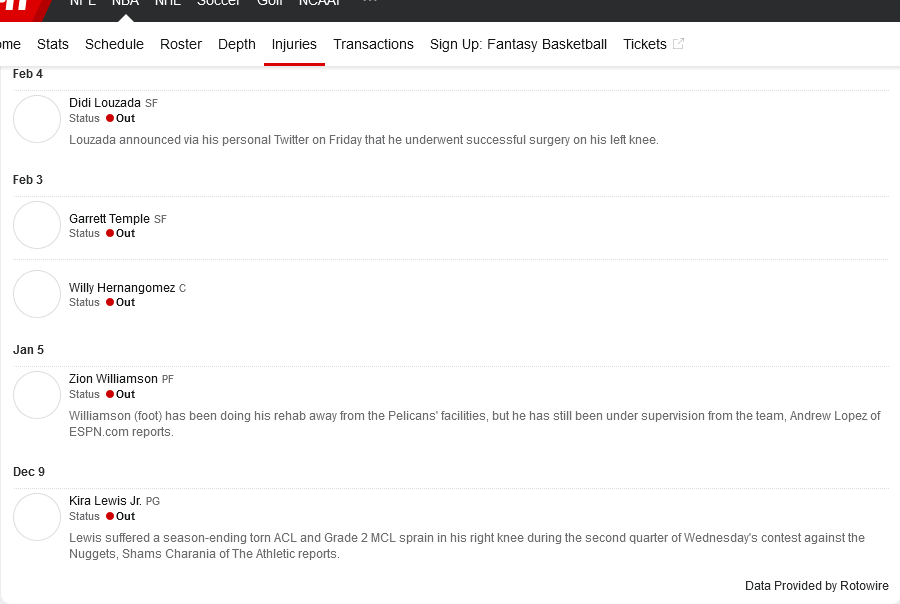 NFL NBA NHL Soccer Golf NCAAF ...
ome Stats Schedule Roster Depth Injuries Transactions Sign Up: Fantasy Basketball Tickets
Feb 4
Didi Louzada SF
Status Out
Louzada announced via his personal Twitter on Friday that he underwent successful surgery on his left knee.
Feb 3
Garrett Temple SF
Status Out
Willy Hernangomez C
Status Out
Jan 5
Zion Williamson PF
Status Out
Williamson (foot) has been doing his rehab away from the Pelicans' facilities, but he has still been under supervision from the team, Andrew Lopez of
ESPN.com reports.
Dec 9
Kira Lewis Jr. PG
Status Out
Lewis suffered a season-ending torn ACL and Grade 2 MCL sprain in his right knee during the second quarter of Wednesday's contest against the
Nuggets, Shams Charania of The Athletic reports.
Data Provided by Rotowire